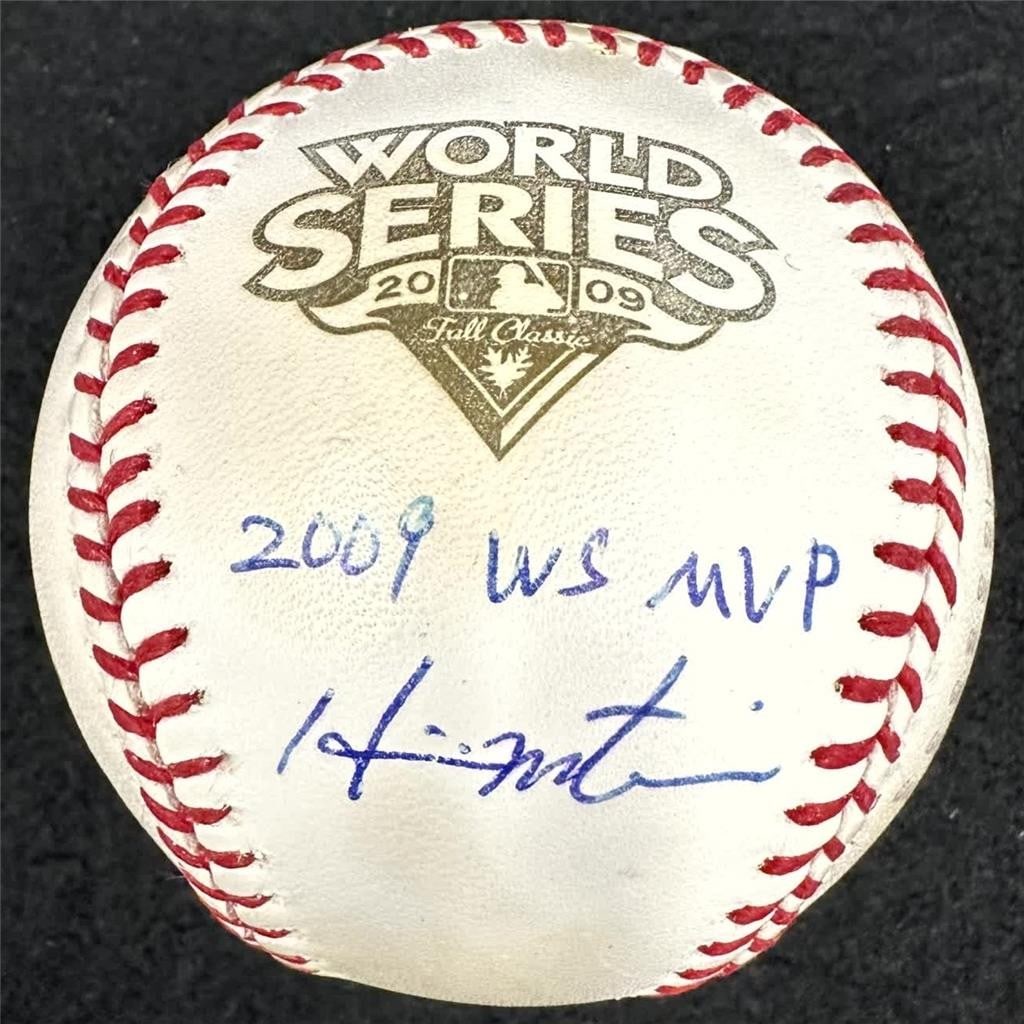 WORLD
SERIES
20 09
Fall Classic
2009 WS MVP